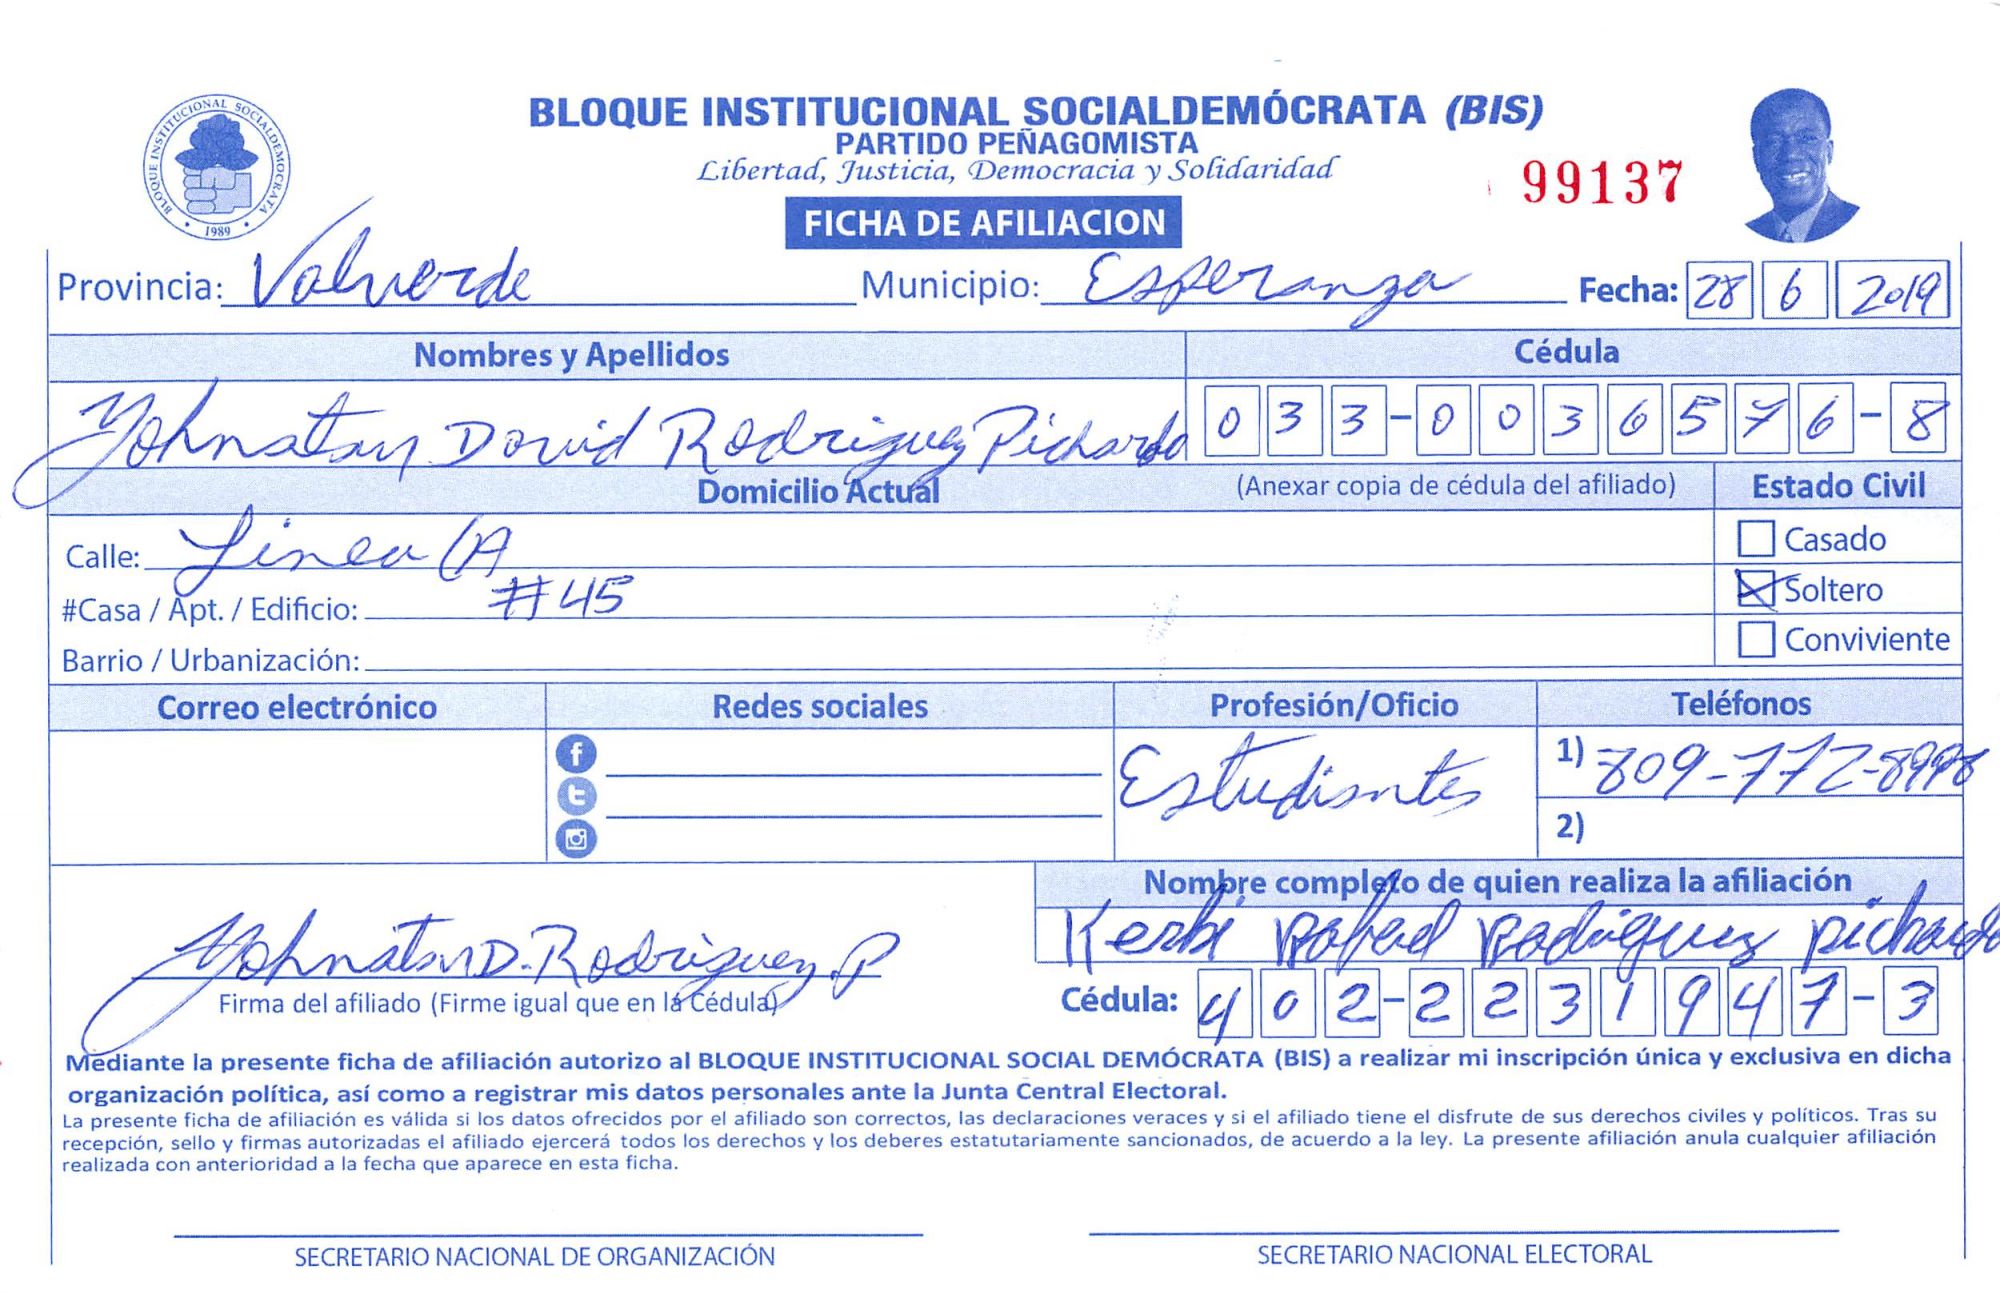 BLOQUE INSTITUCIONAL SOCIALDEMÓCRATA (BIS)
PARTIDO PEÑAGOMISTA
Libertad, Justicia, Democracia y Solidaridad
99137
BLOQUE INSTITUCIONAL SOCIALDEMOCRATA
1989
FICHA DE AFILIACION
Provincia: Valverde Municipio: Esperanza Fecha: 28 6 2019
Nombres y Apellidos Cédula
Yohnatan David Rodriguez Pichardo 033-0036576-8
Domicilio Actual (Anexar copia de cédula del afiliado) Estado Civil
Calle: Linea Casado
#Casa / Apt. / Edificio: #45 Soltero
Barrio / Urbanización: Conviviente
Correo electrónico Redes sociales Profesión/Oficio Teléfonos
Estudiante 1) 809-772-8998
2)
Nombre completo de quien realiza la afiliación
Kerbi Rafael Rodriguez Pichardo
Yohnatan D. Rodriguez P
Firma del afiliado (Firme igual que en la Cédula) Cédula: 402-2231947-3
Mediante la presente ficha de afiliación autorizo al BLOQUE INSTITUCIONAL SOCIAL DEMÓCRATA (BIS) a realizar mi inscripción única y exclusiva en dicha
organización política, así como a registrar mis datos personales ante la Junta Central Electoral.
La presente ficha de afiliación es válida si los datos ofrecidos por el afiliado son correctos, las declaraciones veraces y si el afiliado tiene el disfrute de sus derechos civiles y políticos. Tras su
recepción, sello y firmas autorizadas el afiliado ejercerá todos los derechos y los deberes estatutariamente sancionados, de acuerdo a la ley. La presente afiliación anula cualquier afiliación
realizada con anterioridad a la fecha que aparece en esta ficha.
SECRETARIO NACIONAL DE ORGANIZACIÓN SECRETARIO NACIONAL ELECTORAL